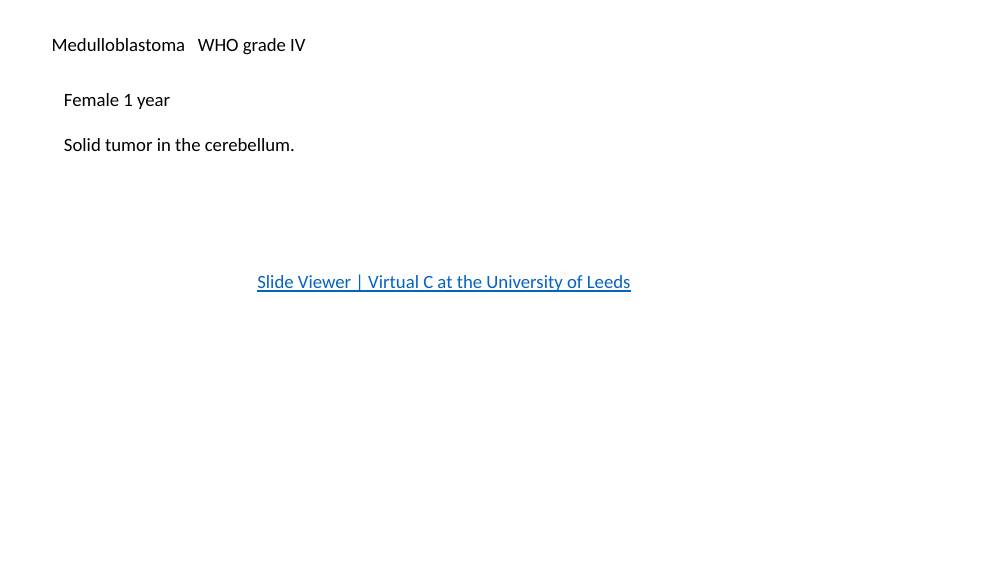 Medulloblastoma   WHO grade IV
Female 1 year
Solid tumor in the cerebellum.
Slide Viewer | Virtual C at the University of Leeds